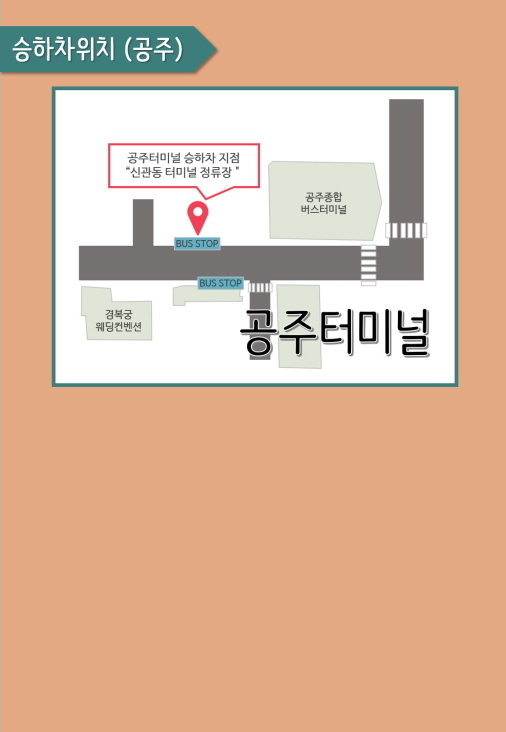 승하차위치 (공주)
공주터미널 승하차 지점
"신관동 터미널 정류장 "
공주종합
버스터미널
BUS STOP
BUS STOP
경복궁
웨딩컨벤션
공주터미널